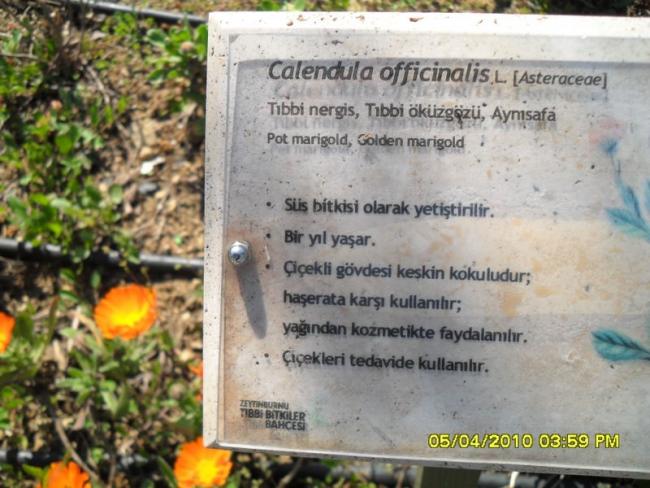 Calendula officinalis L. [Asteraceae]
Tıbbi nergis, Tıbbi öküzgözü, Aynısafa
Pot marigold, Golden marigold
• Süs bitkisi olarak yetiştirilir.
• Bir yıl yaşar.
• Çiçekli gövdesi keskin kokuludur;
haşerata karşı kullanılır;
yağından kozmetikte faydalanılır.
• Çiçekleri tedavide kullanılır.
ZEYTİNBURNU
TIBBİ BİTKİLER
BAHÇESİ
05/04/2010 03:59 PM